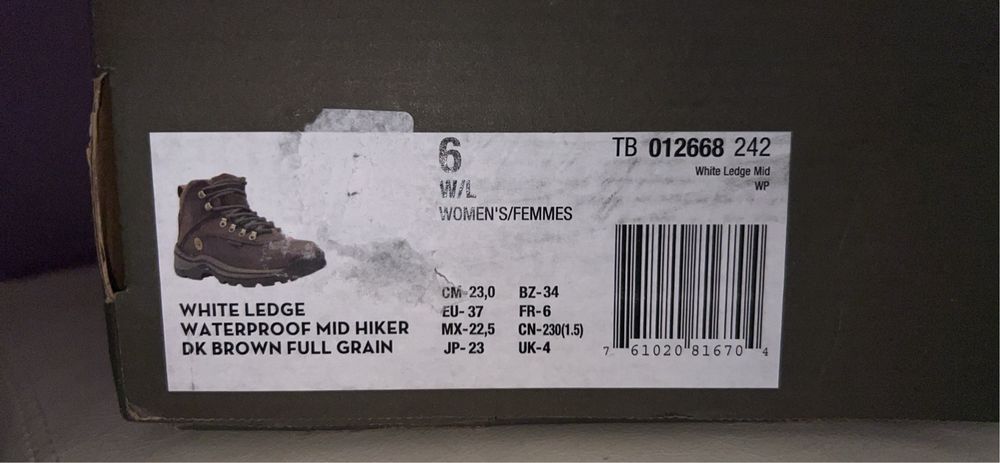 6
W/L
WOMEN'S/FEMMES
TB 012668 242
White Ledge Mid
WP
WHITE LEDGE
WATERPROOF MID HIKER
DK BROWN FULL GRAIN
CM-23,0 BZ-34
EU-37 FR-6
MX-22,5 CN-230(1.5)
JP-23 UK-4
7 61020 81670 4